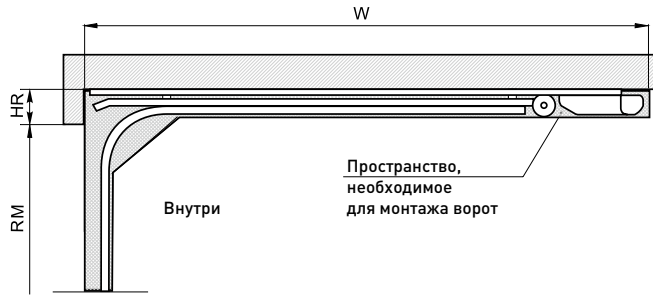 W
HR
RM
Пространство,
необходимое
для монтажа ворот
Внутри